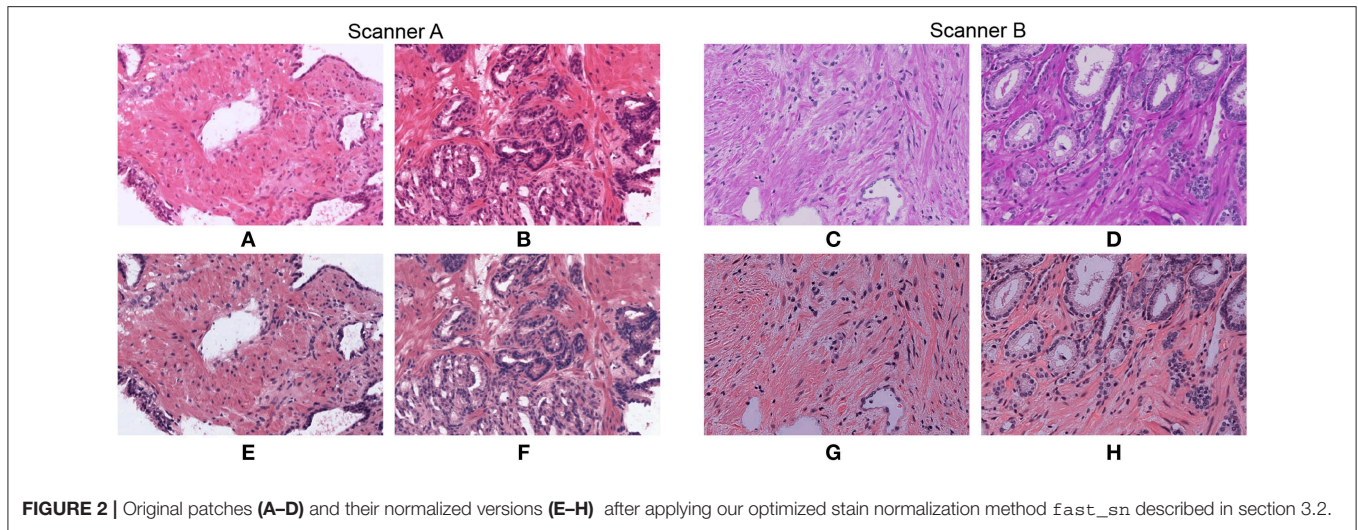 Scanner A Scanner B
A B C D
E F G H
FIGURE 2 | Original patches (A–D) and their normalized versions (E–H) after applying our optimized stain normalization method fast_sn described in section 3.2.